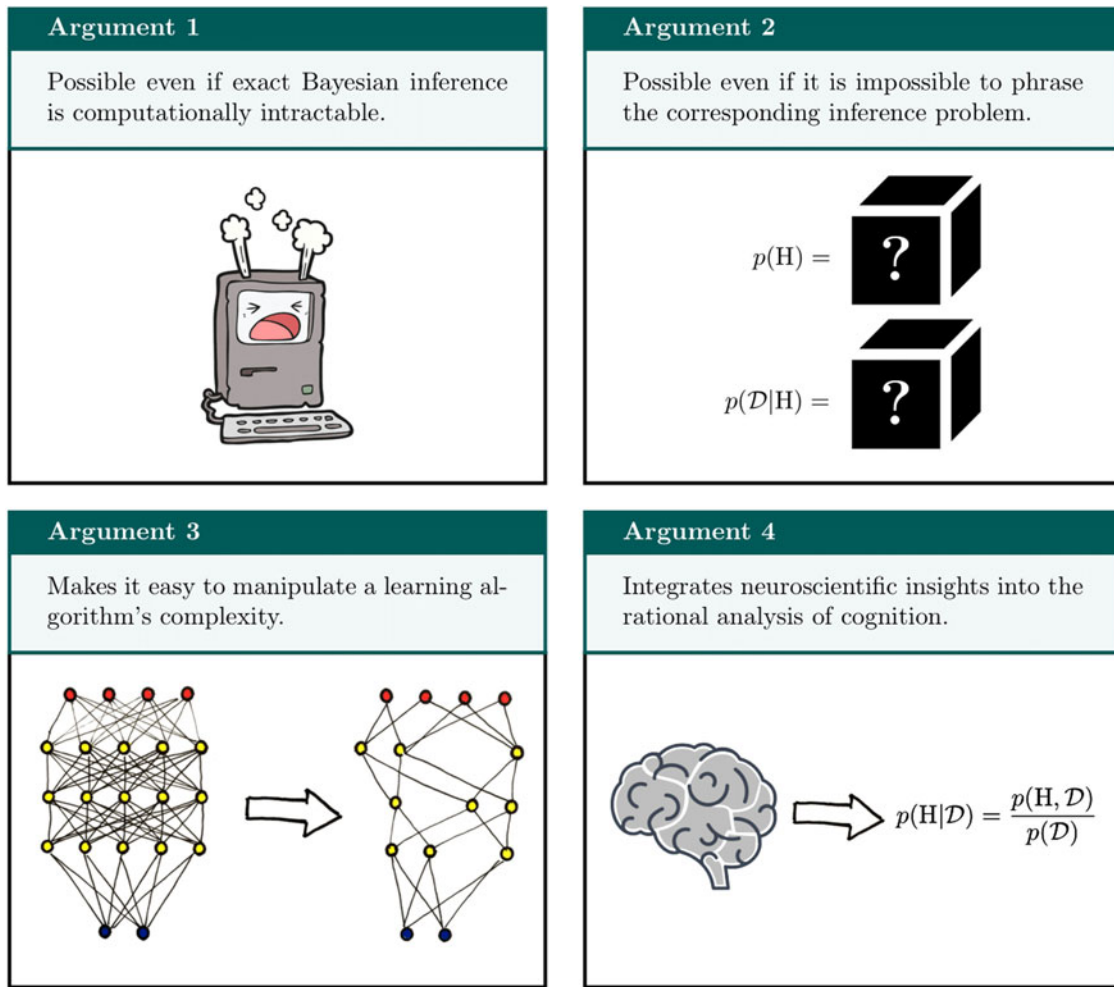 Argument 1
Possible even if exact Bayesian inference
is computationally intractable.
Argument 2
Possible even if it is impossible to phrase
the corresponding inference problem.
p(H) =
?
p(𝒟|H) =
?
Argument 3
Makes it easy to manipulate a learning al-
gorithm's complexity.
Argument 4
Integrates neuroscientific insights into the
rational analysis of cognition.
p(H|𝒟) = p(H, 𝒟)
p(𝒟)